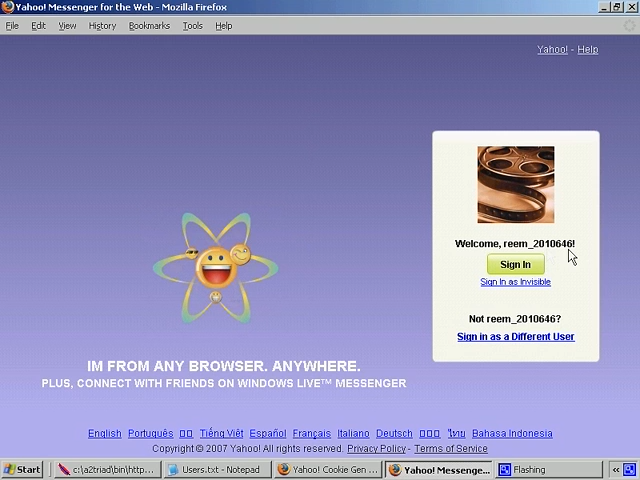 Yahoo! Messenger for the Web - Mozilla Firefox
File Edit View History Bookmarks Tools Help
Yahoo! - Help
Welcome, reem_2010646!
Sign In
Sign In as Invisible
Not reem_2010646?
Sign in as a Different User
IM FROM ANY BROWSER. ANYWHERE.
PLUS, CONNECT WITH FRIENDS ON WINDOWS LIVE™ MESSENGER
English Português □□ Tiếng Việt Español Français Italiano Deutsch □□□ ไทย Bahasa Indonesia
Copyright © 2007 Yahoo! All rights reserved. Privacy Policy - Terms of Service
Start c:\a2triad\bin\http... Users.txt - Notepad Yahoo! Cookie Gen ... Yahoo! Messenge... Flashing «